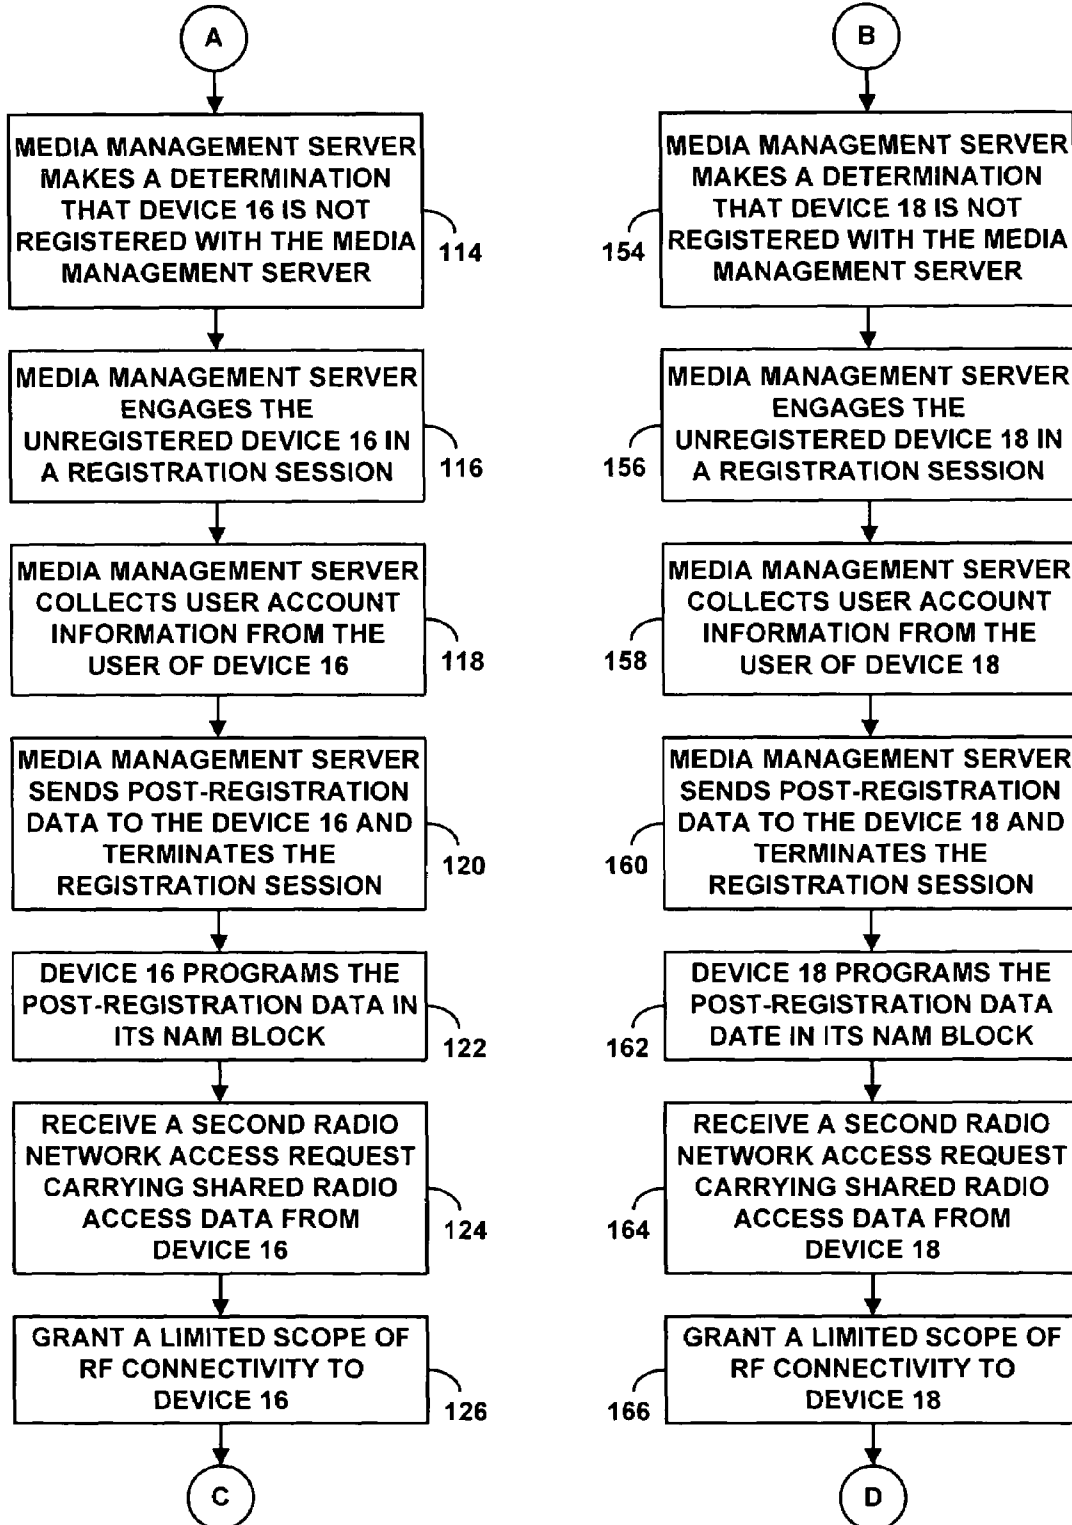 A
MEDIA MANAGEMENT SERVER
MAKES A DETERMINATION
THAT DEVICE 16 IS NOT
REGISTERED WITH THE MEDIA
MANAGEMENT SERVER
114
MEDIA MANAGEMENT SERVER
ENGAGES THE
UNREGISTERED DEVICE 16 IN
A REGISTRATION SESSION
116
MEDIA MANAGEMENT SERVER
COLLECTS USER ACCOUNT
INFORMATION FROM THE
USER OF DEVICE 16
118
MEDIA MANAGEMENT SERVER
SENDS POST-REGISTRATION
DATA TO THE DEVICE 16 AND
TERMINATES THE
REGISTRATION SESSION
120
DEVICE 16 PROGRAMS THE
POST-REGISTRATION DATA IN
ITS NAM BLOCK
122
RECEIVE A SECOND RADIO
NETWORK ACCESS REQUEST
CARRYING SHARED RADIO
ACCESS DATA FROM
DEVICE 16
124
GRANT A LIMITED SCOPE OF
RF CONNECTIVITY TO
DEVICE 16
126
C
B
MEDIA MANAGEMENT SERVER
MAKES A DETERMINATION
THAT DEVICE 18 IS NOT
REGISTERED WITH THE MEDIA
MANAGEMENT SERVER
154
MEDIA MANAGEMENT SERVER
ENGAGES THE
UNREGISTERED DEVICE 18 IN
A REGISTRATION SESSION
156
MEDIA MANAGEMENT SERVER
COLLECTS USER ACCOUNT
INFORMATION FROM THE
USER OF DEVICE 18
158
MEDIA MANAGEMENT SERVER
SENDS POST-REGISTRATION
DATA TO THE DEVICE 18 AND
TERMINATES THE
REGISTRATION SESSION
160
DEVICE 18 PROGRAMS THE
POST-REGISTRATION DATA
DATE IN ITS NAM BLOCK
162
RECEIVE A SECOND RADIO
NETWORK ACCESS REQUEST
CARRYING SHARED RADIO
ACCESS DATA FROM
DEVICE 18
164
GRANT A LIMITED SCOPE OF
RF CONNECTIVITY TO
DEVICE 18
166
D